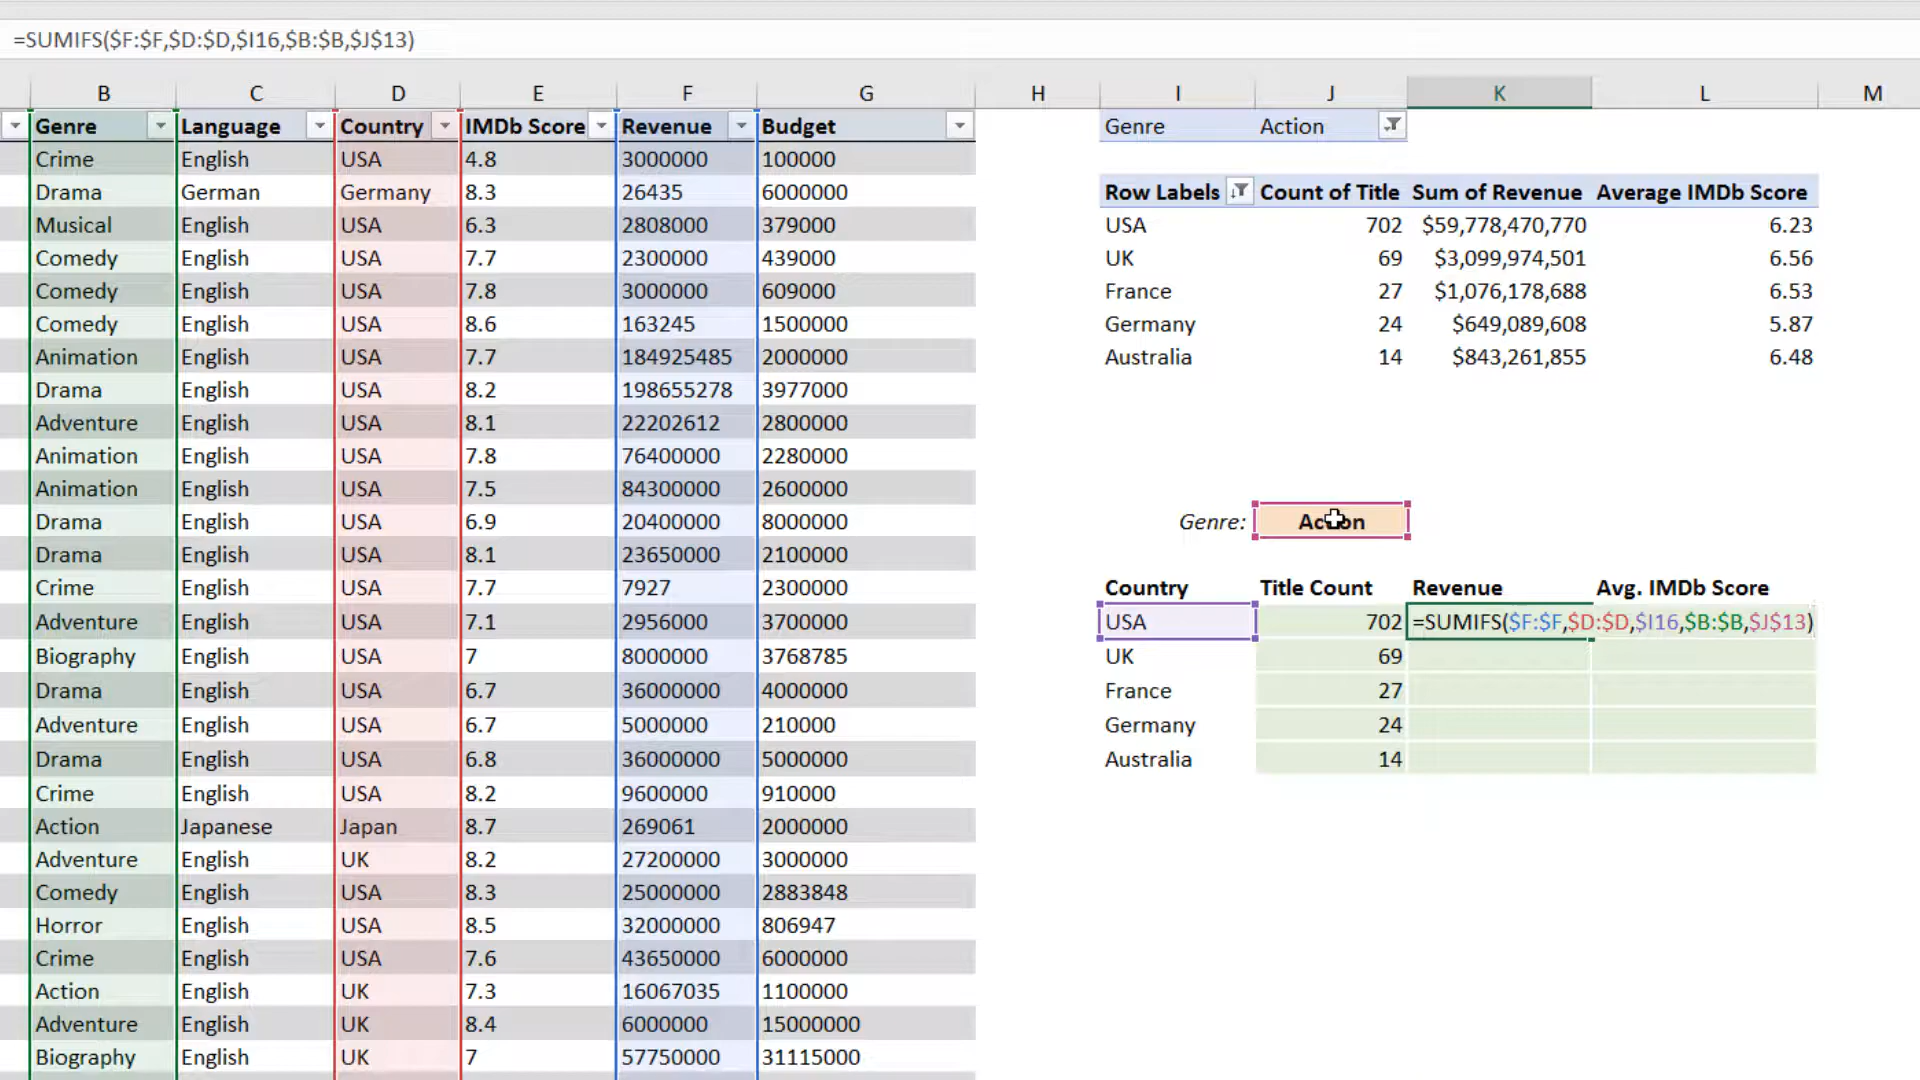 =SUMIFS($F:$F,$D:$D,$I16,$B:$B,$J$13)
B C D E F G H I J K L M
Genre Language Country IMDb Score Revenue Budget Genre Action
Crime English USA 4.8 3000000 100000
Drama German Germany 8.3 26435 6000000 Row Labels Count of Title Sum of Revenue Average IMDb Score
Musical English USA 6.3 2808000 379000 USA 702 $59,778,470,770 6.23
Comedy English USA 7.7 2300000 439000 UK 69 $3,099,974,501 6.56
Comedy English USA 7.8 3000000 609000 France 27 $1,076,178,688 6.53
Comedy English USA 8.6 163245 1500000 Germany 24 $649,089,608 5.87
Animation English USA 7.7 184925485 2000000 Australia 14 $843,261,855 6.48
Drama English USA 8.2 198655278 3977000
Adventure English USA 8.1 22202612 2800000
Animation English USA 7.8 76400000 2280000
Animation English USA 7.5 84300000 2600000
Drama English USA 6.9 20400000 8000000 Genre: Action
Drama English USA 8.1 23650000 2100000
Crime English USA 7.7 7927 2300000 Country Title Count Revenue Avg. IMDb Score
Adventure English USA 7.1 2956000 3700000 USA 702 =SUMIFS($F:$F,$D:$D,$I16,$B:$B,$J$13)
Biography English USA 7 8000000 3768785 UK 69
Drama English USA 6.7 36000000 4000000 France 27
Adventure English USA 6.7 5000000 210000 Germany 24
Drama English USA 6.8 36000000 5000000 Australia 14
Crime English USA 8.2 9600000 910000
Action Japanese Japan 8.7 269061 2000000
Adventure English UK 8.2 27200000 3000000
Comedy English USA 8.3 25000000 2883848
Horror English USA 8.5 32000000 806947
Crime English USA 7.6 43650000 6000000
Action English UK 7.3 16067035 1100000
Adventure English UK 8.4 6000000 15000000
Biography English UK 7 57750000 31115000